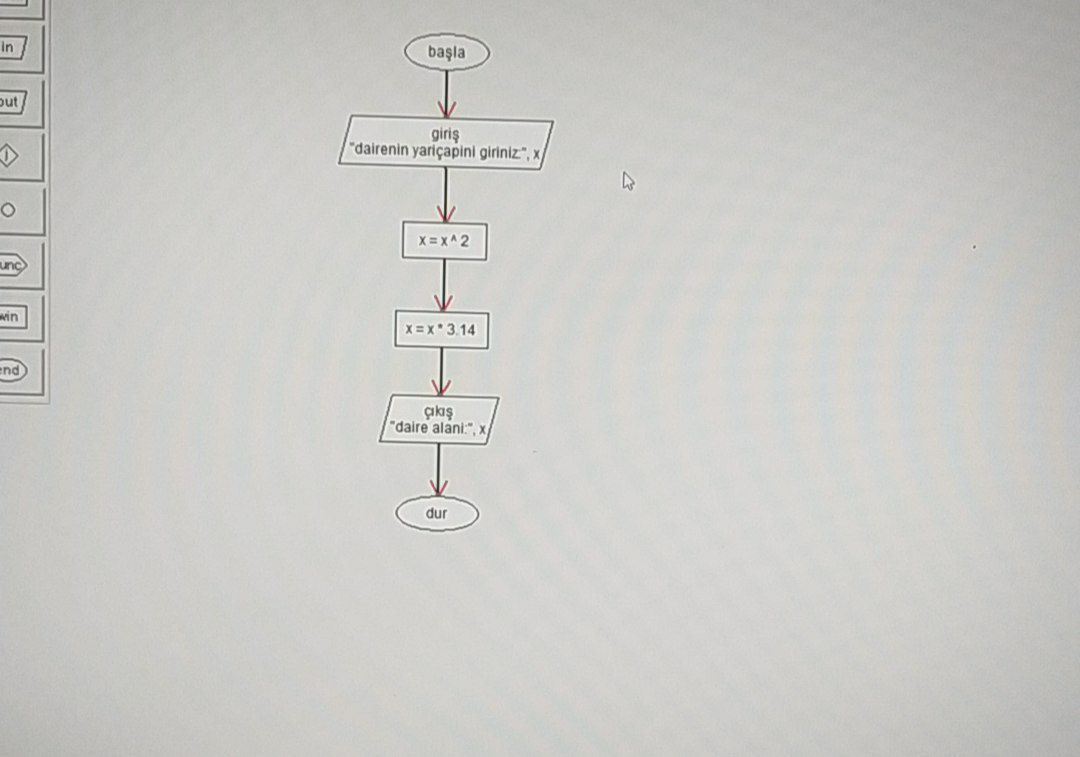 in
out
başla
giriş
"dairenin yariçapini giriniz:", x
x = x ^ 2
x = x * 3.14
unc
win
end
çıkış
"daire alani:", x
dur